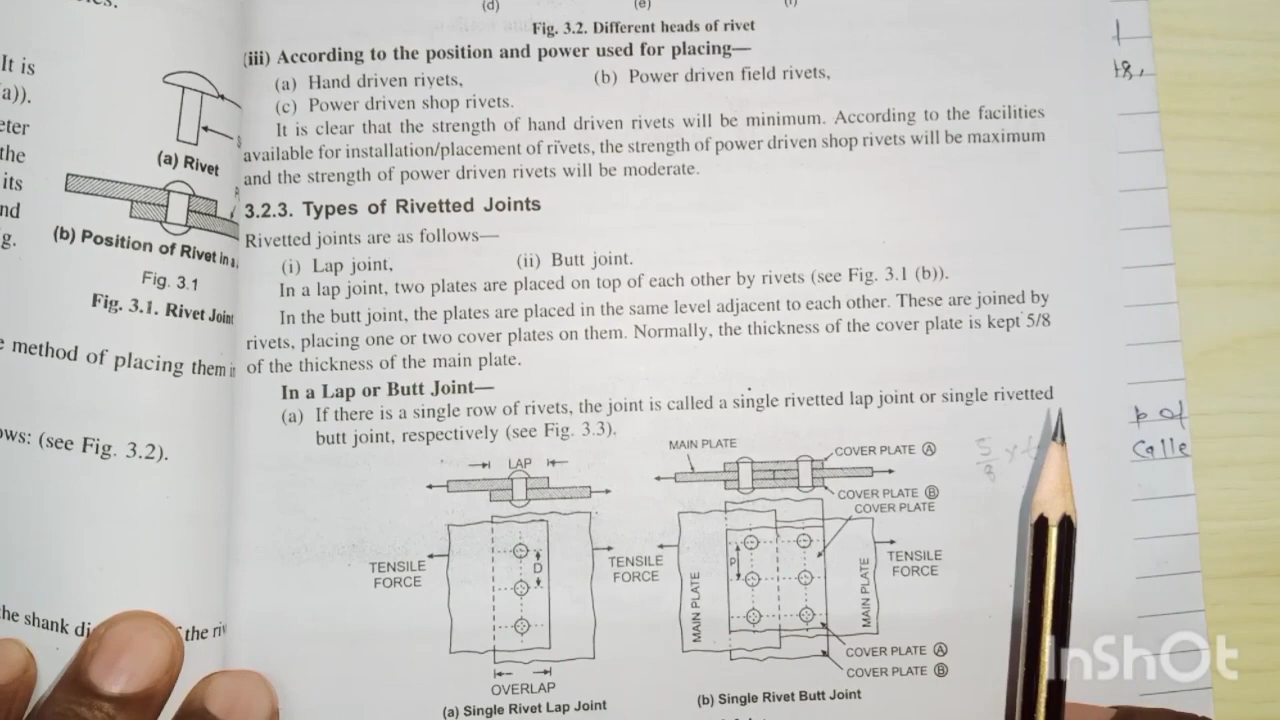 (d) (e)
Fig. 3.2. Different heads of rivet
(iii) According to the position and power used for placing—
(a) Hand driven rivets, (b) Power driven field rivets,
(c) Power driven shop rivets.
It is clear that the strength of hand driven rivets will be minimum. According to the facilities
available for installation/placement of rivets, the strength of power driven shop rivets will be maximum
and the strength of power driven rivets will be moderate.
3.2.3. Types of Rivetted Joints
Rivetted joints are as follows—
(i) Lap joint, (ii) Butt joint.
In a lap joint, two plates are placed on top of each other by rivets (see Fig. 3.1 (b)).
In the butt joint, the plates are placed in the same level adjacent to each other. These are joined by
rivets, placing one or two cover plates on them. Normally, the thickness of the cover plate is kept 5/8
of the thickness of the main plate.
In a Lap or Butt Joint—
(a) If there is a single row of rivets, the joint is called a single rivetted lap joint or single rivetted
butt joint, respectively (see Fig. 3.3).
LAP
TENSILE
FORCE
D
TENSILE
FORCE
OVERLAP
(a) Single Rivet Lap Joint
MAIN PLATE
COVER PLATE Ⓐ
COVER PLATE Ⓑ
COVER PLATE
P
MAIN PLATE
MAIN PLATE
TENSILE
FORCE
COVER PLATE Ⓐ
COVER PLATE Ⓑ
(b) Single Rivet Butt Joint
It is
a)).
the
its
(a) Rivet
(b) Position of Rivet in a
Fig. 3.1
Fig. 3.1. Rivet Joint
method of placing them i
(see Fig. 3.2).
the shank the
5/8 ×
p of
Calle
InShOt